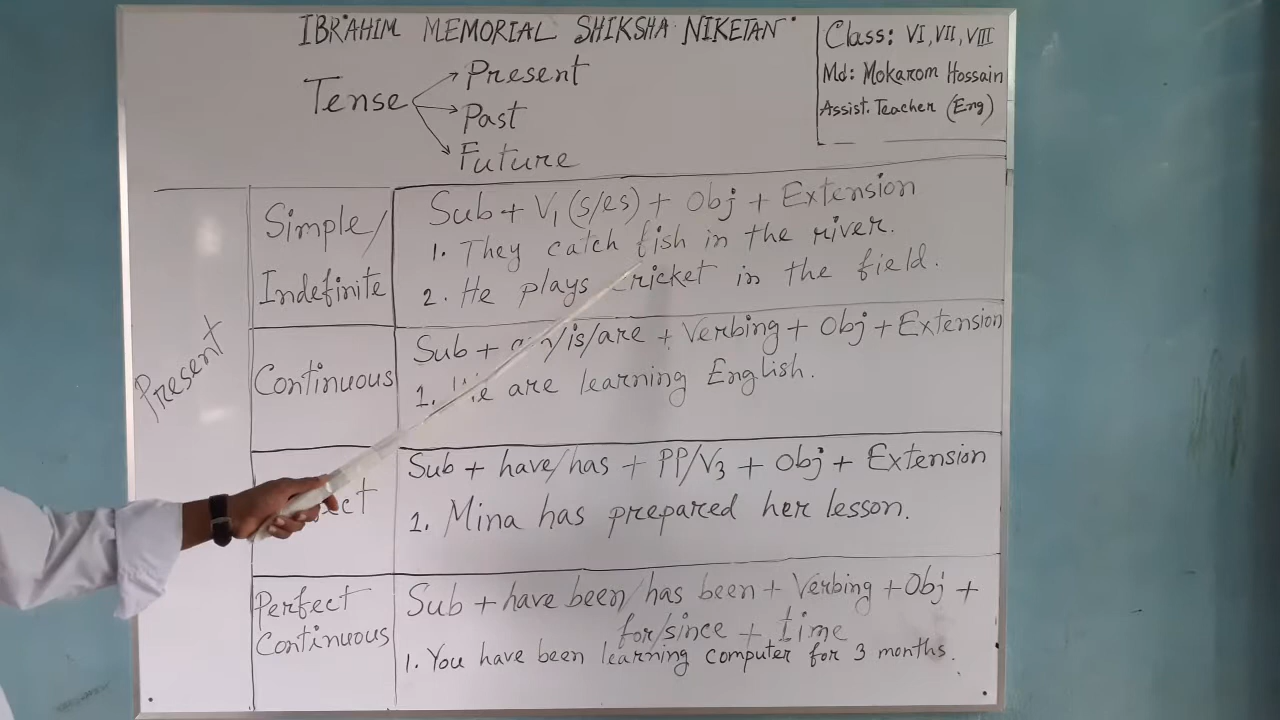 IBRAHIM MEMORIAL SHIKSHA NIKETAN
Class: VI, VII, VIII
Md: Mokarom Hossain
Assist. Teacher (Eng)
Tense
Present
Past
Future
Present
Simple/
Indefinite
Sub + V₁ (s/es) + Obj + Extension
1. They catch fish in the river.
2. He plays cricket in the field.
Continuous
Sub + am/is/are + Verbing + Obj + Extension
1. We are learning English.
Sub + have/has + PP/V₃ + Obj + Extension
1. Mina has prepared her lesson.
Perfect
Continuous
Sub + have been/has been + Verbing + Obj +
for/since + time
1. You have been learning computer for 3 months.